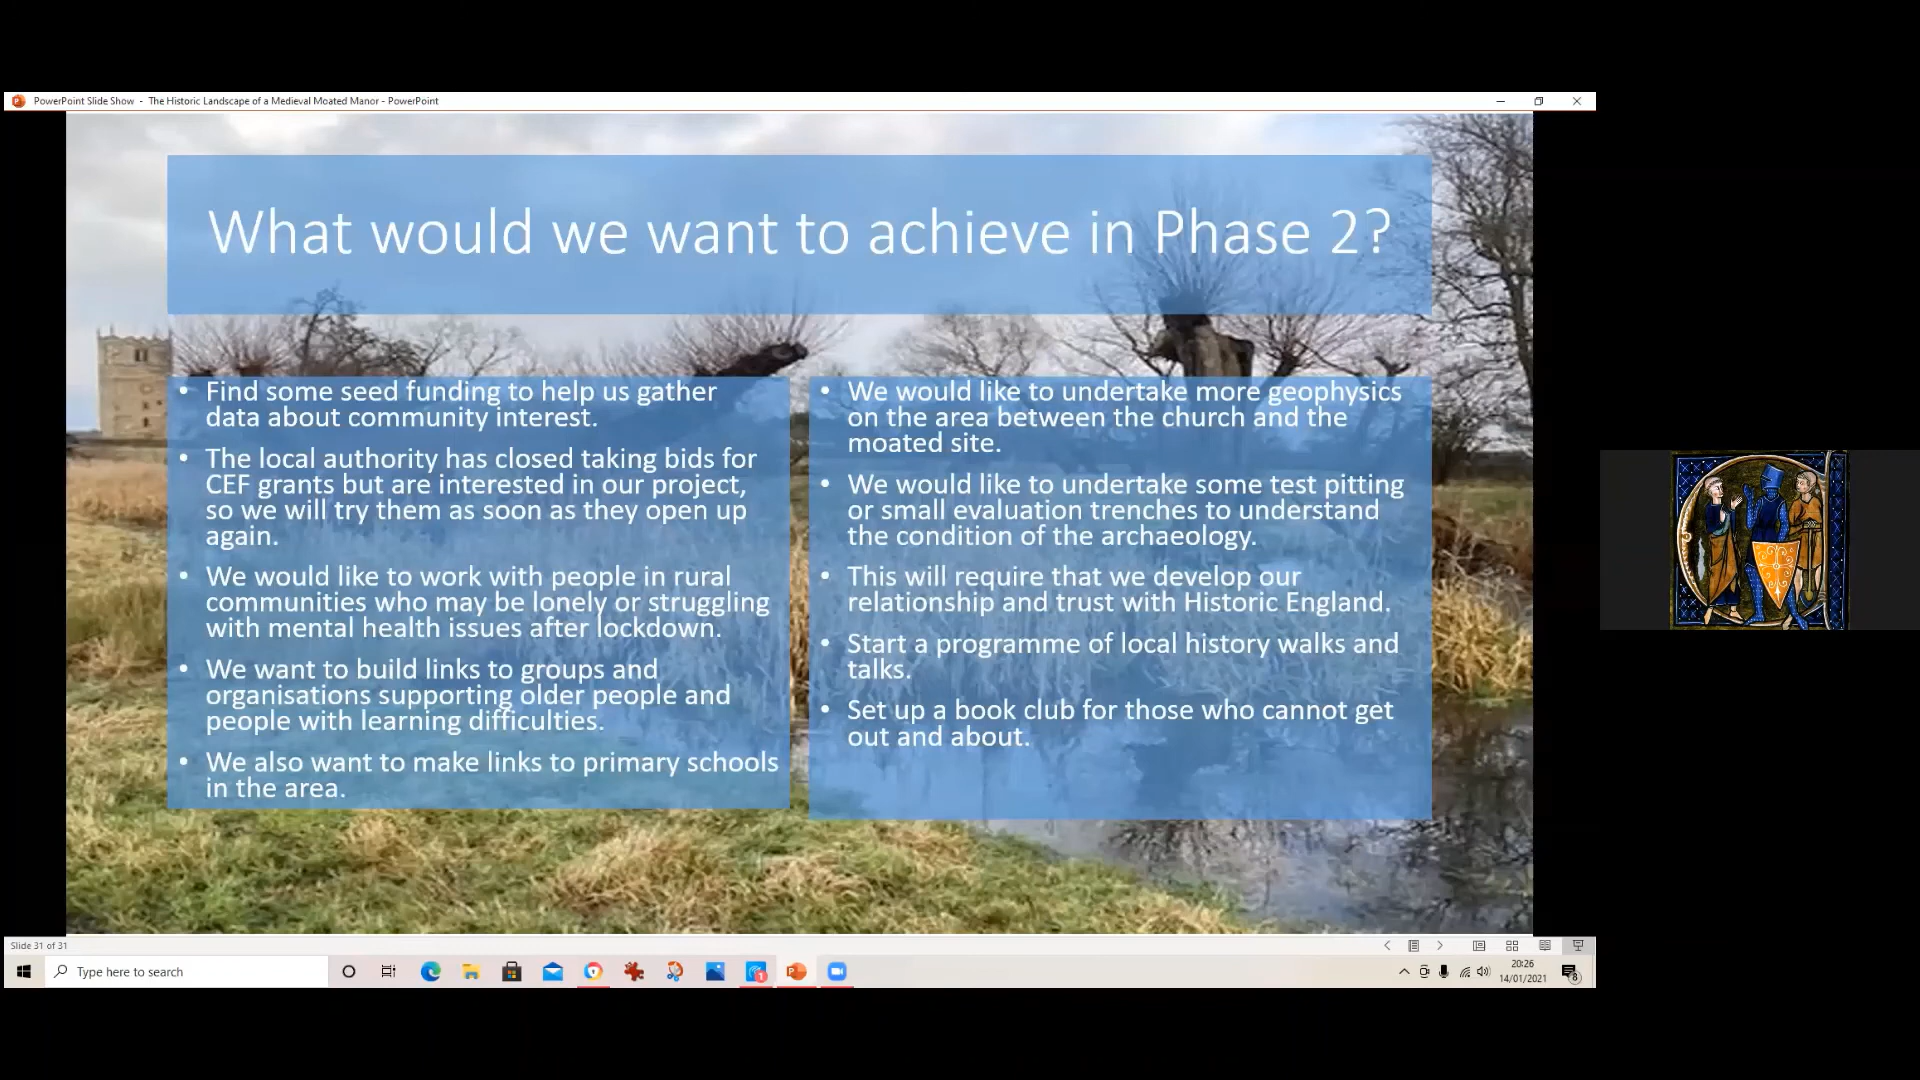 PowerPoint Slide Show - The Historic Landscape of a Medieval Moated Manor - PowerPoint
What would we want to achieve in Phase 2?
• Find some seed funding to help us gather
data about community interest.
• The local authority has closed taking bids for
CEF grants but are interested in our project,
so we will try them as soon as they open up
again.
• We would like to work with people in rural
communities who may be lonely or struggling
with mental health issues after lockdown.
• We want to build links to groups and
organisations supporting older people and
people with learning difficulties.
• We also want to make links to primary schools
in the area.
• We would like to undertake more geophysics
on the area between the church and the
moated site.
• We would like to undertake some test pitting
or small evaluation trenches to understand
the condition of the archaeology.
• This will require that we develop our
relationship and trust with Historic England.
• Start a programme of local history walks and
talks.
• Set up a book club for those who cannot get
out and about.
Slide 31 of 31
Type here to search
1
20:26
14/01/2021
8